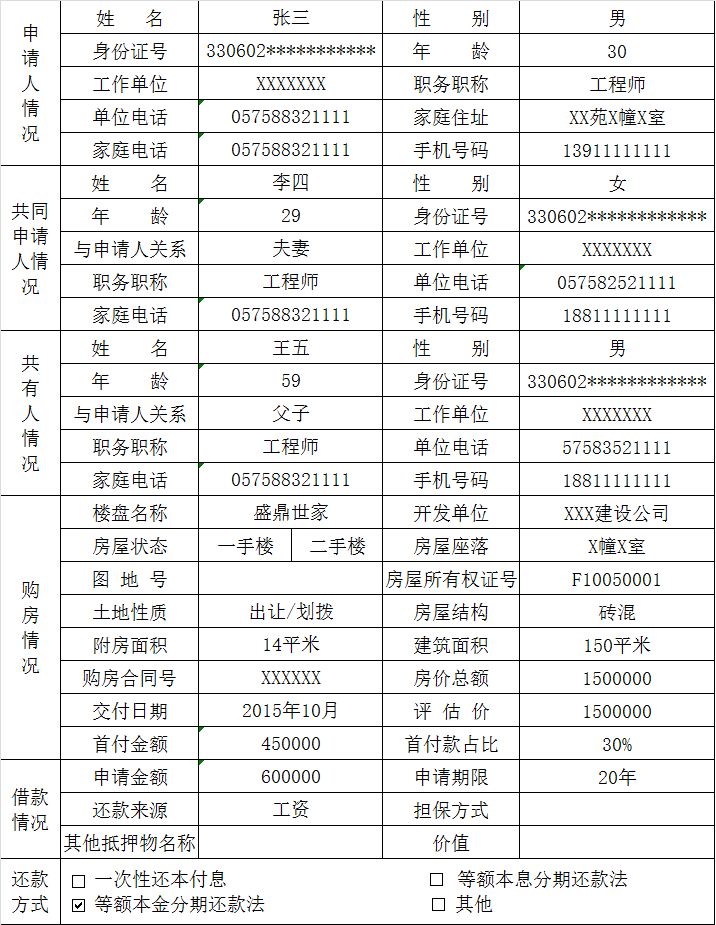 申请人情况
姓 名 张三 性 别 男
身份证号 330602*********** 年 龄 30
工作单位 XXXXXXX 职务职称 工程师
单位电话 057588321111 家庭住址 XX苑X幢X室
家庭电话 057588321111 手机号码 13911111111
共同申请人情况
姓 名 李四 性 别 女
年 龄 29 身份证号 330602************
与申请人关系 夫妻 工作单位 XXXXXXX
职务职称 工程师 单位电话 057582521111
家庭电话 057588321111 手机号码 18811111111
共有人情况
姓 名 王五 性 别 男
年 龄 59 身份证号 330602************
与申请人关系 父子 工作单位 XXXXXXX
职务职称 工程师 单位电话 57583521111
家庭电话 057588321111 手机号码 18811111111
购房情况
楼盘名称 盛鼎世家 开发单位 XXX建设公司
房屋状态 一手楼 二手楼 房屋座落 X幢X室
图 地 号 房屋所有权证号 F10050001
土地性质 出让/划拨 房屋结构 砖混
附房面积 14平米 建筑面积 150平米
购房合同号 XXXXXX 房价总额 1500000
交付日期 2015年10月 评 估 价 1500000
首付金额 450000 首付款占比 30%
借款情况
申请金额 600000 申请期限 20年
还款来源 工资 担保方式
其他抵押物名称 价值
还款方式
□ 一次性还本付息 □ 等额本息分期还款法
☑ 等额本金分期还款法 □ 其他